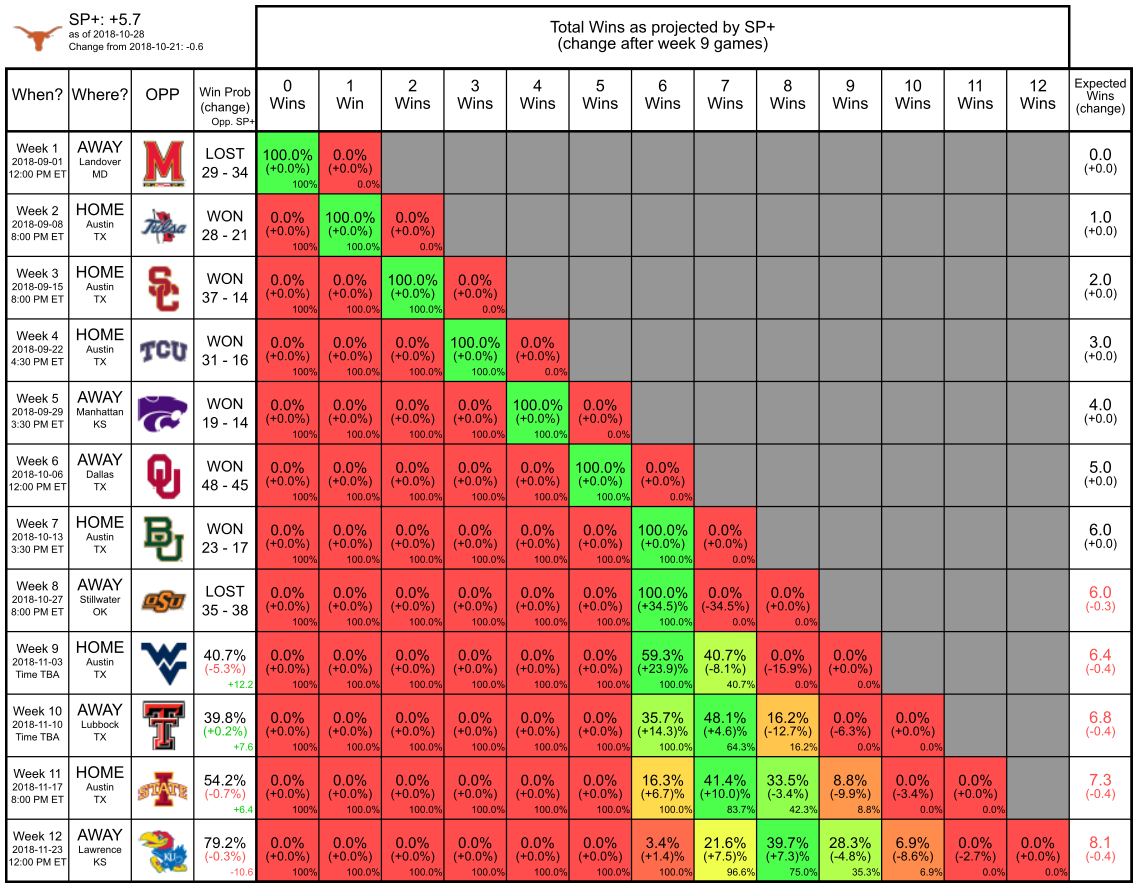 SP+: +5.7
as of 2018-10-28
Change from 2018-10-21: -0.6
Total Wins as projected by SP+
(change after week 9 games)
When? Where? OPP Win Prob (change) Opp. SP+ 0 Wins 1 Win 2 Wins 3 Wins 4 Wins 5 Wins 6 Wins 7 Wins 8 Wins 9 Wins 10 Wins 11 Wins 12 Wins Expected Wins (change)
Week 1 AWAY LOST 100.0% 0.0% 0.0
2018-09-01 Landover M (+0.0%) (+0.0%) (+0.0)
12:00 PM ET MD 29 - 34 100% 0.0%
Week 2 HOME WON 0.0% 100.0% 0.0% 1.0
2018-09-08 Austin Tulsa (+0.0%) (+0.0%) (+0.0%) (+0.0)
8:00 PM ET TX 28 - 21 100% 100.0% 0.0%
Week 3 HOME WON 0.0% 0.0% 100.0% 0.0% 2.0
2018-09-15 Austin SC (+0.0%) (+0.0%) (+0.0%) (+0.0%) (+0.0)
8:00 PM ET TX 37 - 14 100% 100.0% 100.0% 0.0%
Week 4 HOME WON 0.0% 0.0% 0.0% 100.0% 0.0% 3.0
2018-09-22 Austin TCU (+0.0%) (+0.0%) (+0.0%) (+0.0%) (+0.0%) (+0.0)
4:30 PM ET TX 31 - 16 100% 100.0% 100.0% 100.0% 0.0%
Week 5 AWAY WON 0.0% 0.0% 0.0% 0.0% 100.0% 0.0% 4.0
2018-09-29 Manhattan (+0.0%) (+0.0%) (+0.0%) (+0.0%) (+0.0%) (+0.0%) (+0.0)
3:30 PM ET KS 19 - 14 100% 100.0% 100.0% 100.0% 100.0% 0.0%
Week 6 AWAY WON 0.0% 0.0% 0.0% 0.0% 0.0% 100.0% 0.0% 5.0
2018-10-06 Dallas OU (+0.0%) (+0.0%) (+0.0%) (+0.0%) (+0.0%) (+0.0%) (+0.0%) (+0.0)
12:00 PM ET TX 48 - 45 100% 100.0% 100.0% 100.0% 100.0% 100.0% 0.0%
Week 7 HOME WON 0.0% 0.0% 0.0% 0.0% 0.0% 0.0% 100.0% 0.0% 6.0
2018-10-13 Austin BU (+0.0%) (+0.0%) (+0.0%) (+0.0%) (+0.0%) (+0.0%) (+0.0%) (+0.0%) (+0.0)
3:30 PM ET TX 23 - 17 100% 100.0% 100.0% 100.0% 100.0% 100.0% 100.0% 0.0%
Week 8 AWAY LOST 0.0% 0.0% 0.0% 0.0% 0.0% 0.0% 100.0% 0.0% 0.0% 6.0
2018-10-27 Stillwater OSU (+0.0%) (+0.0%) (+0.0%) (+0.0%) (+0.0%) (+0.0%) (+34.5)% (-34.5%) (+0.0%) (-0.3)
8:00 PM ET OK 35 - 38 100% 100.0% 100.0% 100.0% 100.0% 100.0% 100.0% 0.0% 0.0%
Week 9 HOME 40.7% 0.0% 0.0% 0.0% 0.0% 0.0% 0.0% 59.3% 40.7% 0.0% 0.0% 6.4
2018-11-03 Austin WV (-5.3%) (+0.0%) (+0.0%) (+0.0%) (+0.0%) (+0.0%) (+0.0%) (+23.9)% (-8.1%) (-15.9%) (+0.0%) (-0.4)
Time TBA TX +12.2 100% 100.0% 100.0% 100.0% 100.0% 100.0% 100.0% 40.7% 0.0% 0.0%
Week 10 AWAY 39.8% 0.0% 0.0% 0.0% 0.0% 0.0% 0.0% 35.7% 48.1% 16.2% 0.0% 0.0% 6.8
2018-11-10 Lubbock T (+0.2%) (+0.0%) (+0.0%) (+0.0%) (+0.0%) (+0.0%) (+0.0%) (+14.3)% (+4.6)% (-12.7%) (-6.3%) (+0.0%) (-0.4)
Time TBA TX +7.6 100% 100.0% 100.0% 100.0% 100.0% 100.0% 100.0% 64.3% 16.2% 0.0% 0.0%
Week 11 HOME 54.2% 0.0% 0.0% 0.0% 0.0% 0.0% 0.0% 16.3% 41.4% 33.5% 8.8% 0.0% 0.0% 7.3
2018-11-17 Austin I STATE (-0.7%) (+0.0%) (+0.0%) (+0.0%) (+0.0%) (+0.0%) (+0.0%) (+6.7)% (+10.0)% (-3.4%) (-9.9%) (-3.4%) (+0.0%) (-0.4)
8:00 PM ET TX +6.4 100% 100.0% 100.0% 100.0% 100.0% 100.0% 100.0% 83.7% 42.3% 8.8% 0.0% 0.0%
Week 12 AWAY 79.2% 0.0% 0.0% 0.0% 0.0% 0.0% 0.0% 3.4% 21.6% 39.7% 28.3% 6.9% 0.0% 0.0% 8.1
2018-11-23 Lawrence KU (-0.3%) (+0.0%) (+0.0%) (+0.0%) (+0.0%) (+0.0%) (+0.0%) (+1.4)% (+7.5)% (+7.3)% (-4.8%) (-8.6%) (-2.7%) (+0.0%) (-0.4)
12:00 PM ET KS -10.6 100% 100.0% 100.0% 100.0% 100.0% 100.0% 100.0% 96.6% 75.0% 35.3% 6.9% 0.0% 0.0%